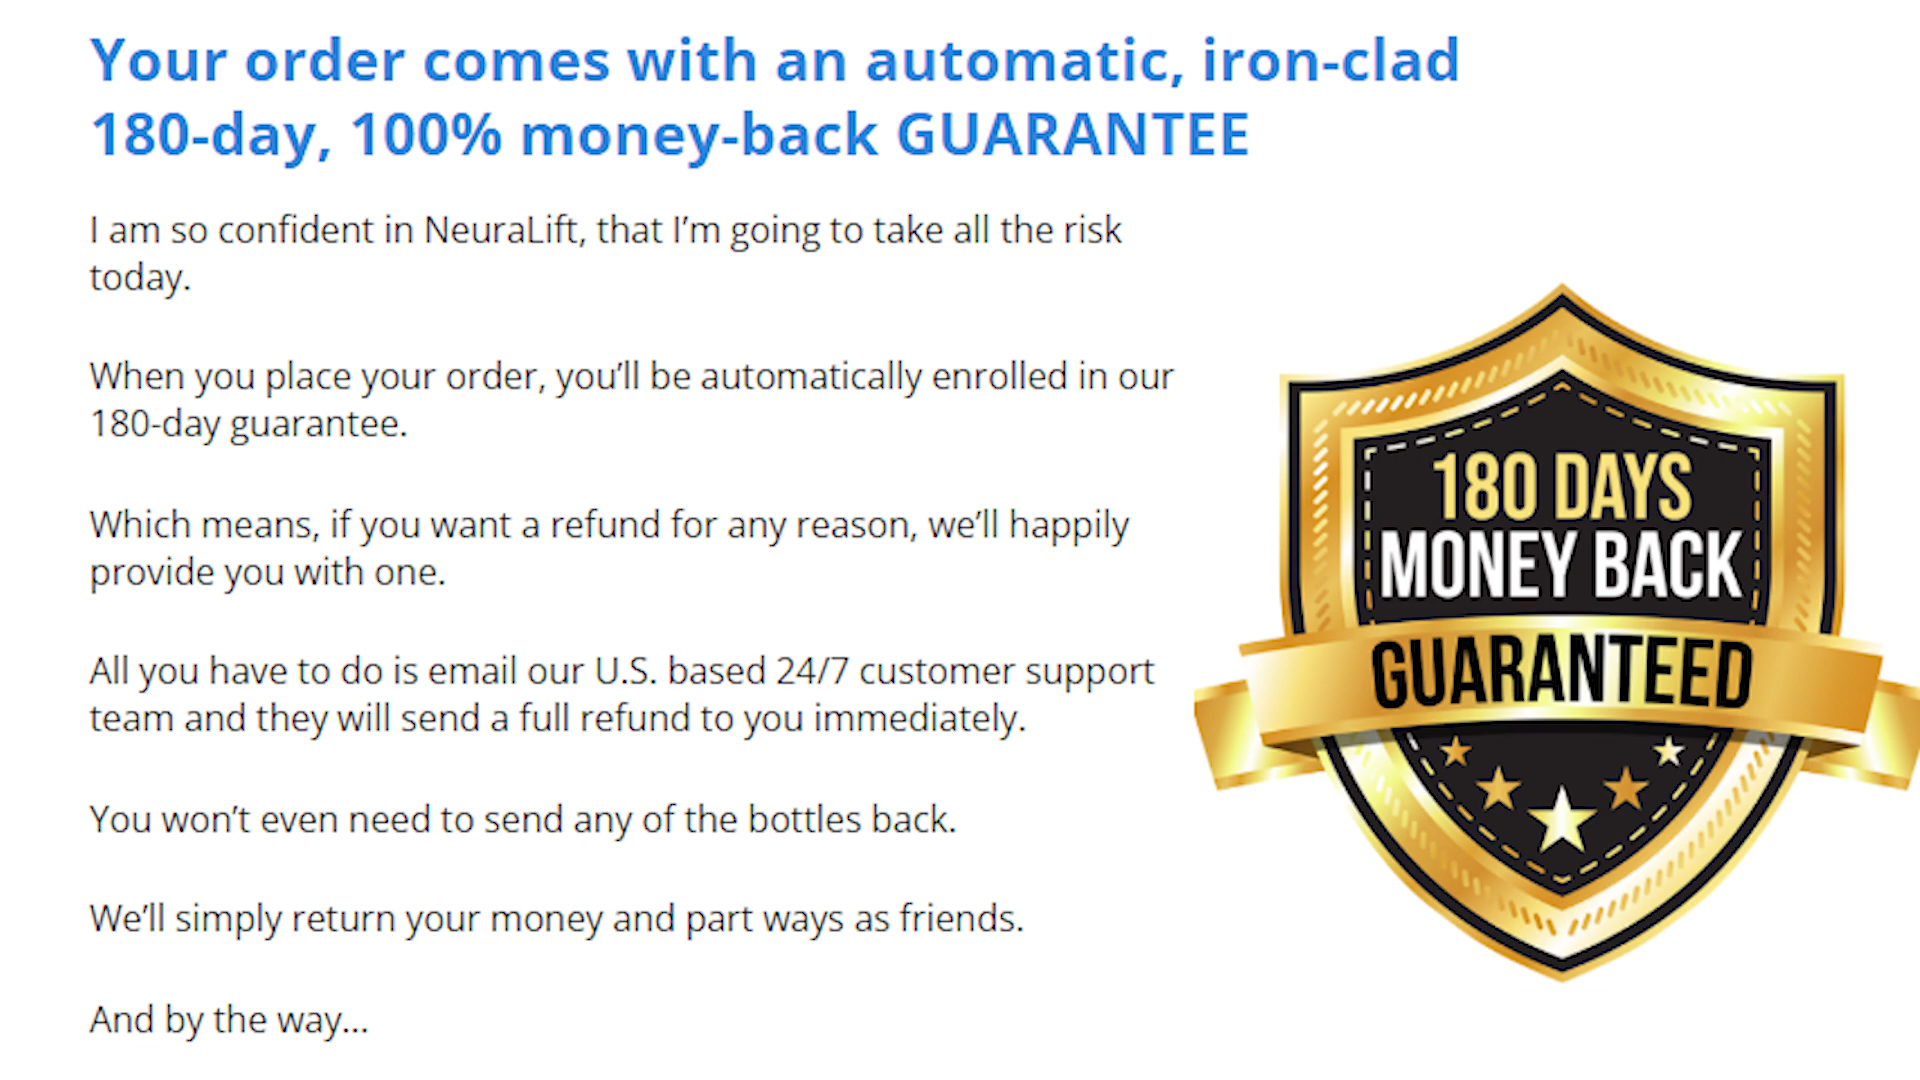 Your order comes with an automatic, iron-clad
180-day, 100% money-back GUARANTEE
I am so confident in NeuraLift, that I’m going to take all the risk
today.
When you place your order, you’ll be automatically enrolled in our
180-day guarantee.
Which means, if you want a refund for any reason, we’ll happily
provide you with one.
All you have to do is email our U.S. based 24/7 customer support
team and they will send a full refund to you immediately.
You won’t even need to send any of the bottles back.
We’ll simply return your money and part ways as friends.
And by the way...
180 DAYS
MONEY BACK
GUARANTEED